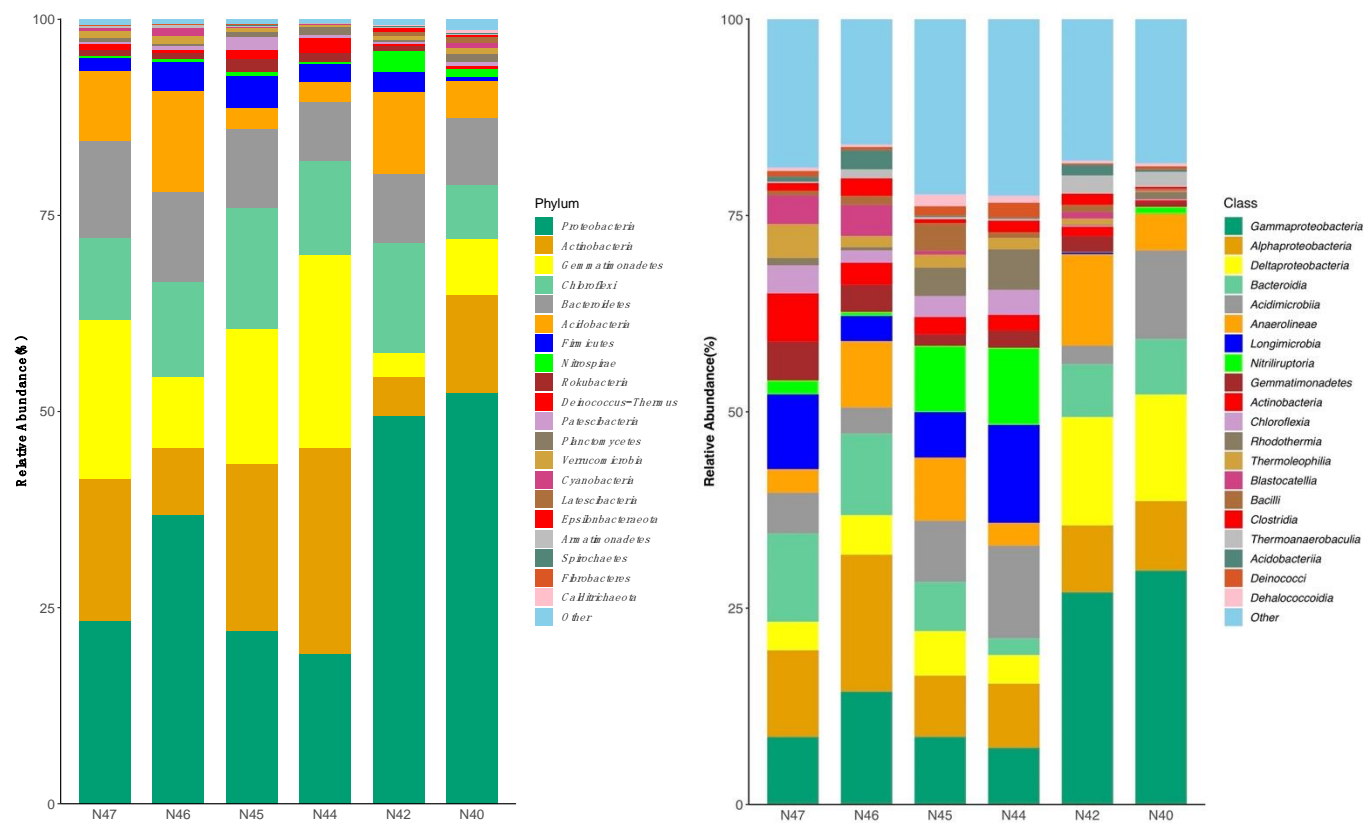 100
75
50
25
0
Relative Abundance(%)
N47 N46 N45 N44 N42 N40
Phylum
Proteobacteria
Actinobacteria
Gemmatimonadetes
Chloroflexi
Bacteroidetes
Acidobacteria
Firmicutes
Nitrospirae
Rokubacteria
Deinococcus-Thermus
Patescibacteria
Planctomycetes
Verrucomicrobia
Cyanobacteria
Latescibacteria
Epsilonbacteraeota
Armatimonadetes
Spirochaetes
Fibrobacteres
Calditrichaeota
Other
100
75
50
25
0
Relative Abundance(%)
N47 N46 N45 N44 N42 N40
Class
Gammaproteobacteria
Alphaproteobacteria
Deltaproteobacteria
Bacteroidia
Acidimicrobiia
Anaerolineae
Longimicrobia
Nitriliruptoria
Gemmatimonadetes
Actinobacteria
Chloroflexia
Rhodothermia
Thermoleophilia
Blastocatellia
Bacilli
Clostridia
Thermoanaerobaculia
Acidobacteriia
Deinococci
Dehalococcoidia
Other